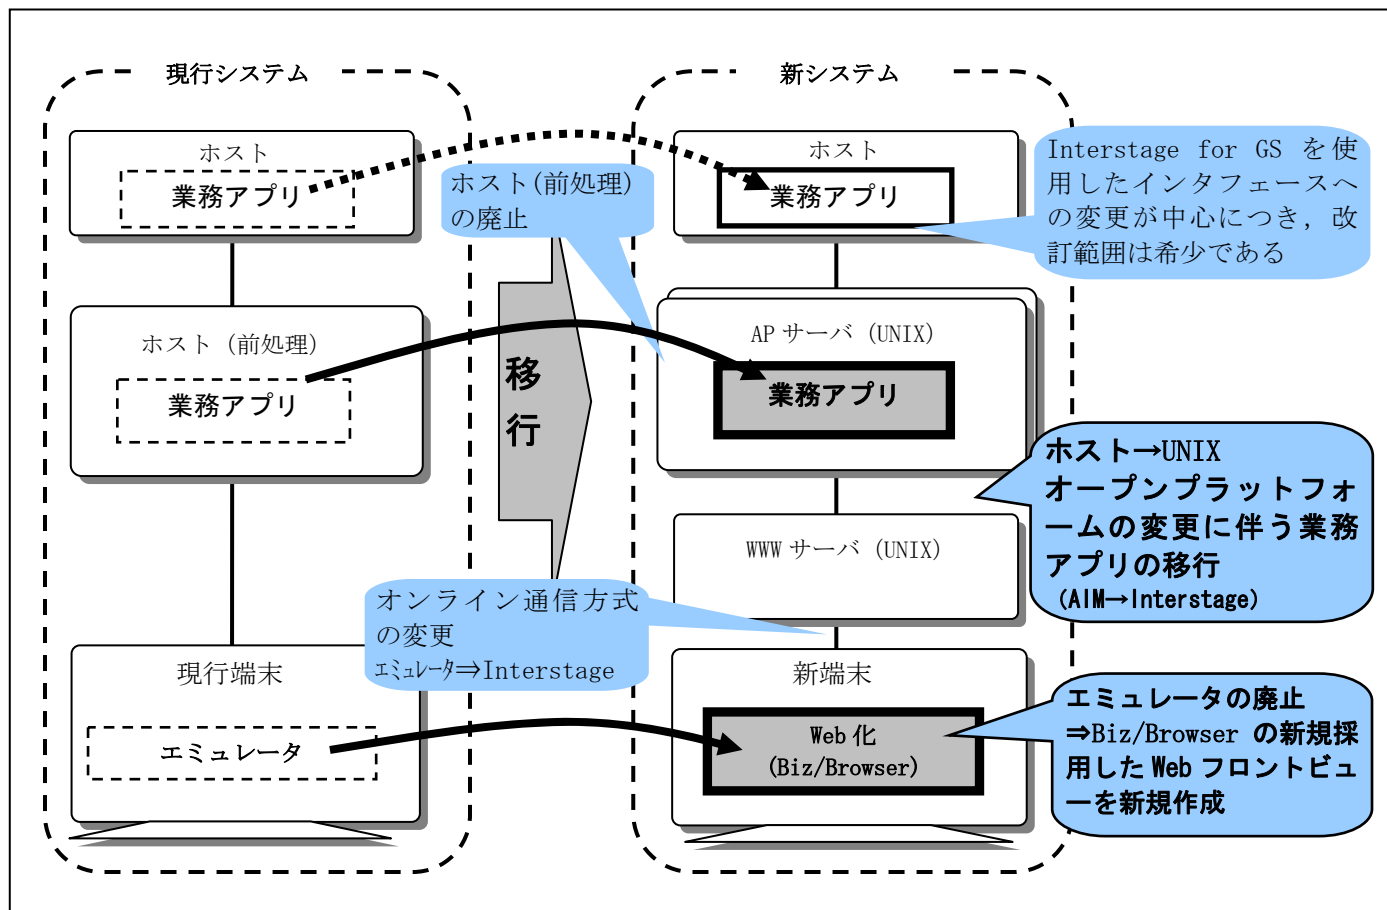 現行システム
新システム
ホスト
業務アプリ
ホスト(前処理)
の廃止
ホスト
業務アプリ
Interstage for GS を使
用したインタフェースへ
の変更が中心につき，改
訂範囲は希少である
ホスト（前処理）
業務アプリ
移
行
AP サーバ（UNIX）
業務アプリ
ホスト→UNIX
オープンプラットフォ
ームの変更に伴う業務
アプリの移行
（AIM→Interstage）
WWW サーバ（UNIX）
オンライン通信方式
の変更
ｴﾐｭﾚｰﾀ⇒Interstage
現行端末
エミュレータ
新端末
Web 化
(Biz/Browser)
エミュレータの廃止
⇒Biz/Browser の新規採
用した Web フロントビュ
ーを新規作成